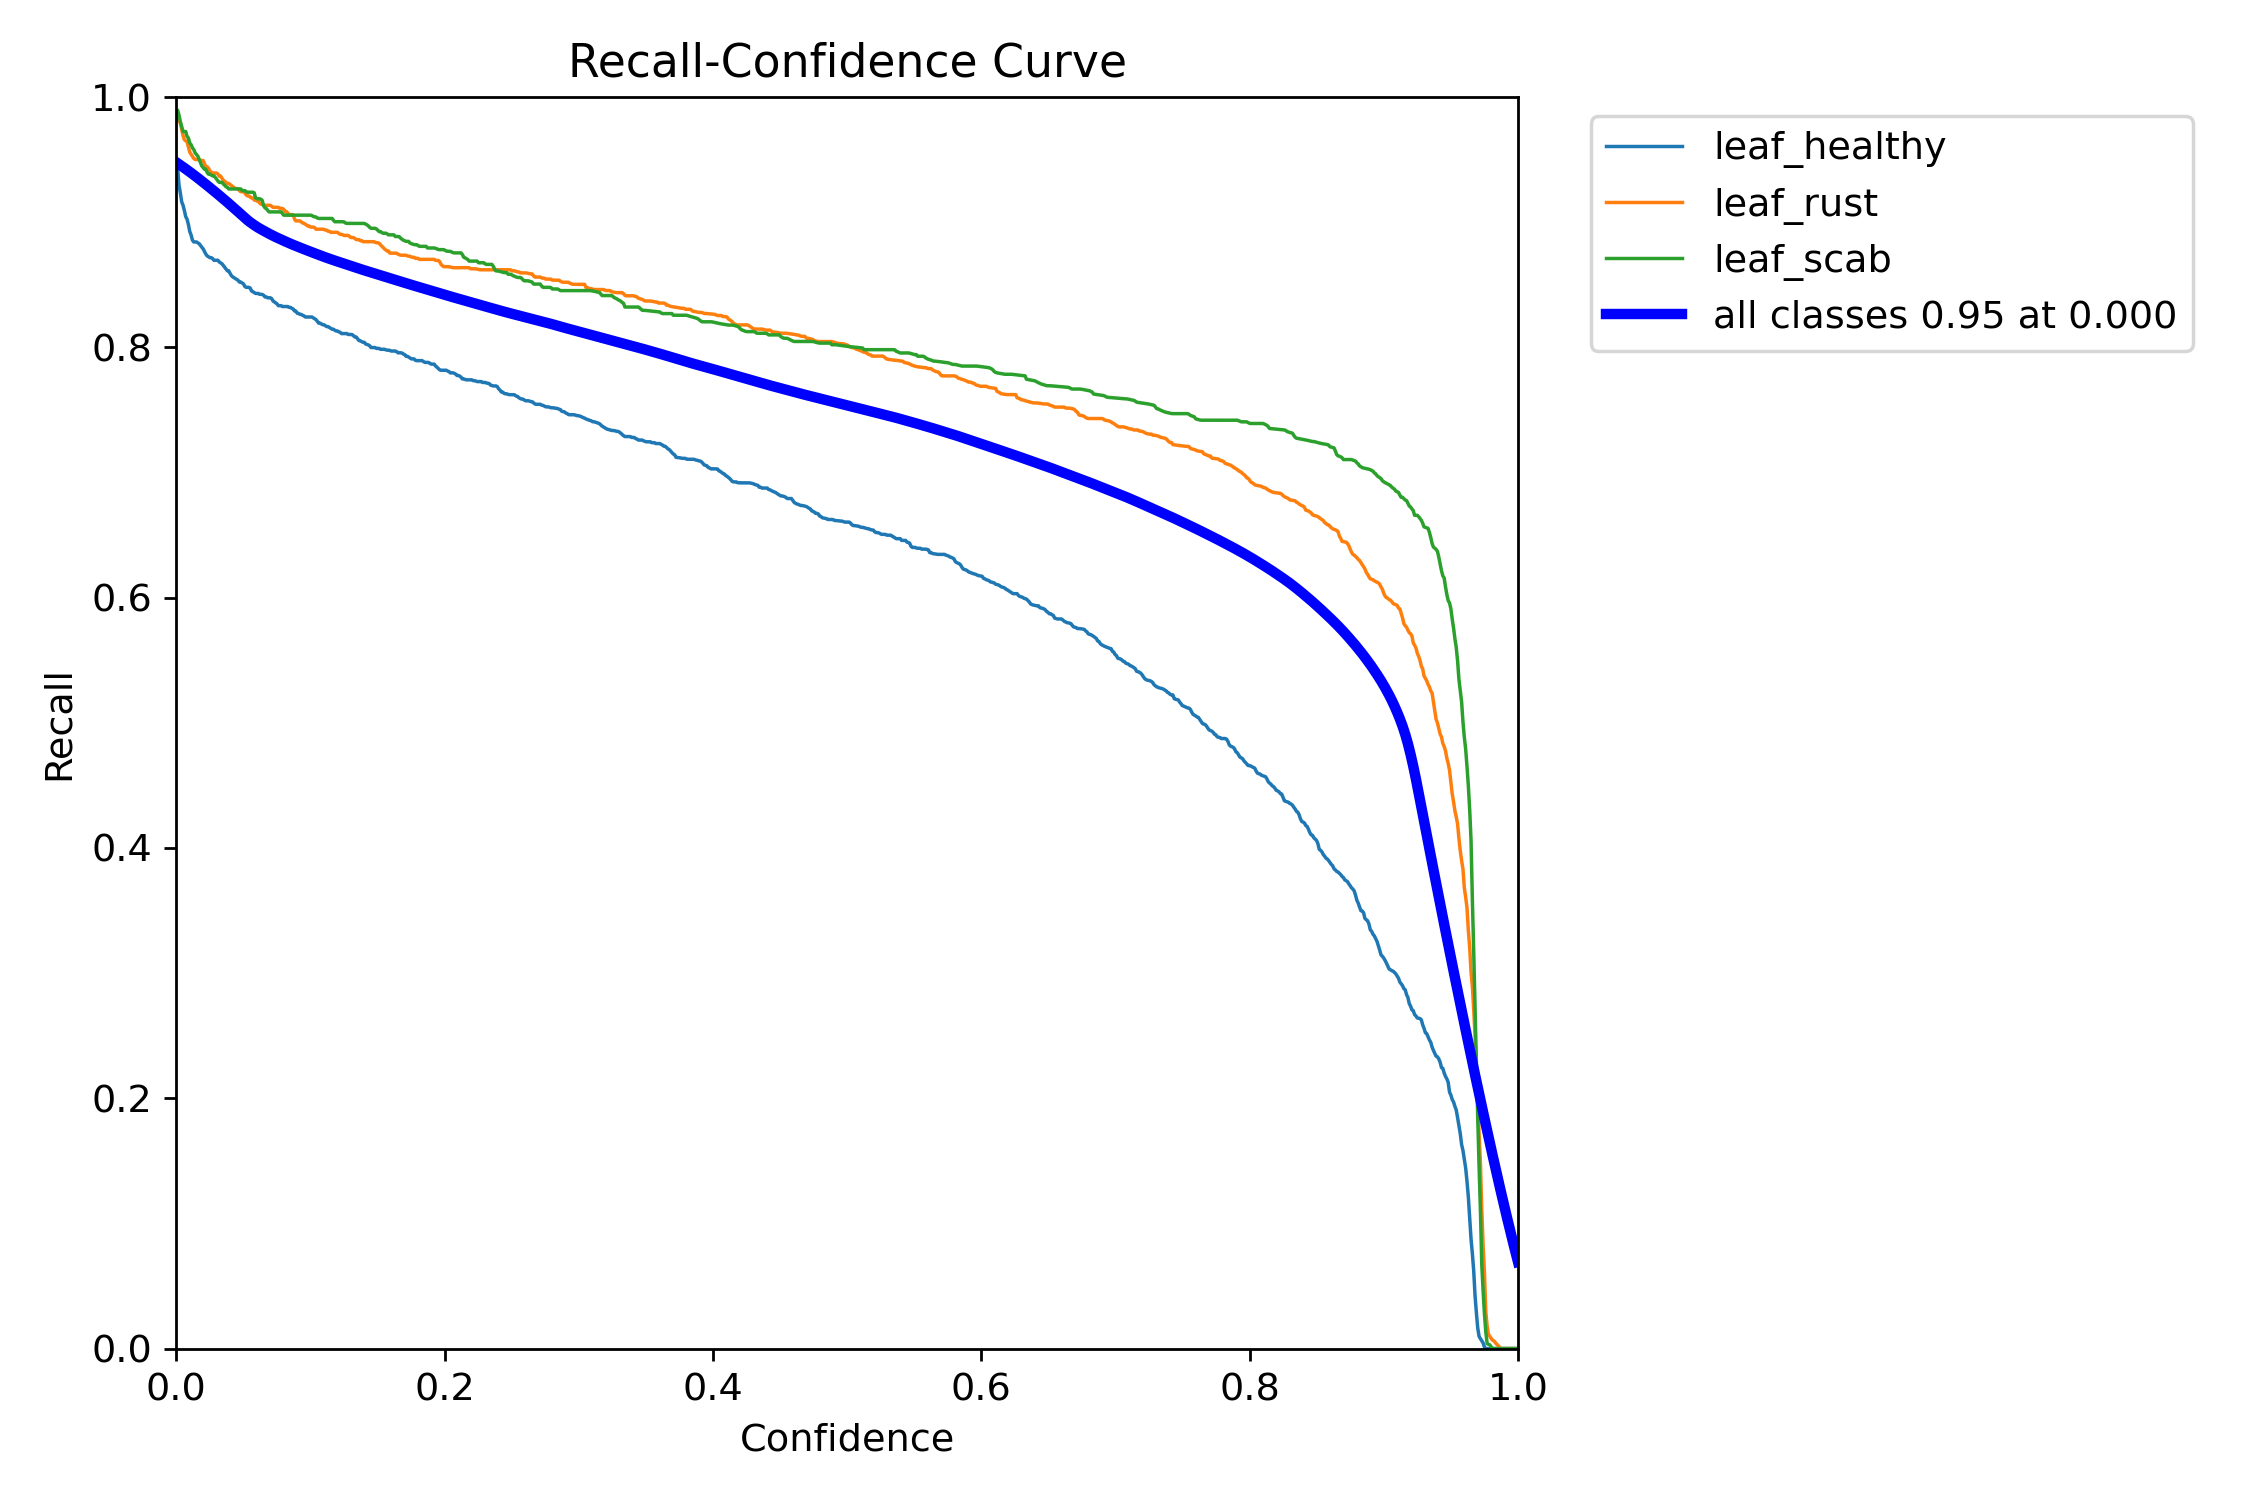 Recall-Confidence Curve
1.0
0.8
0.6
0.4
0.2
0.0
Recall
0.0 0.2 0.4 0.6 0.8 1.0
Confidence
leaf_healthy
leaf_rust
leaf_scab
all classes 0.95 at 0.000